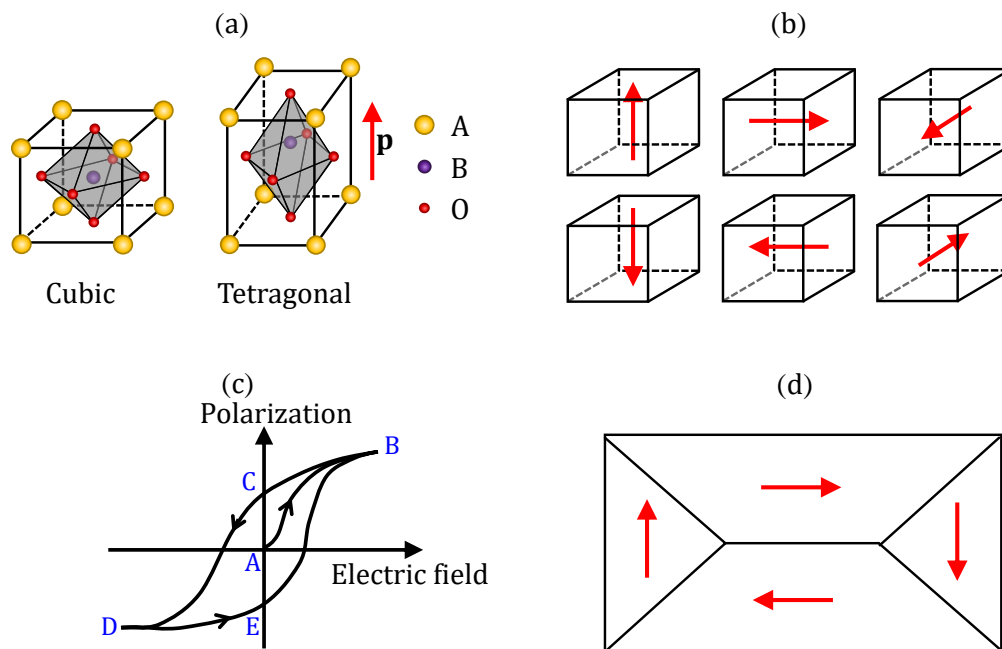 (a)
p
A
B
O
Cubic
Tetragonal
(b)
(c)
Polarization
B
C
A
Electric field
D
E
(d)